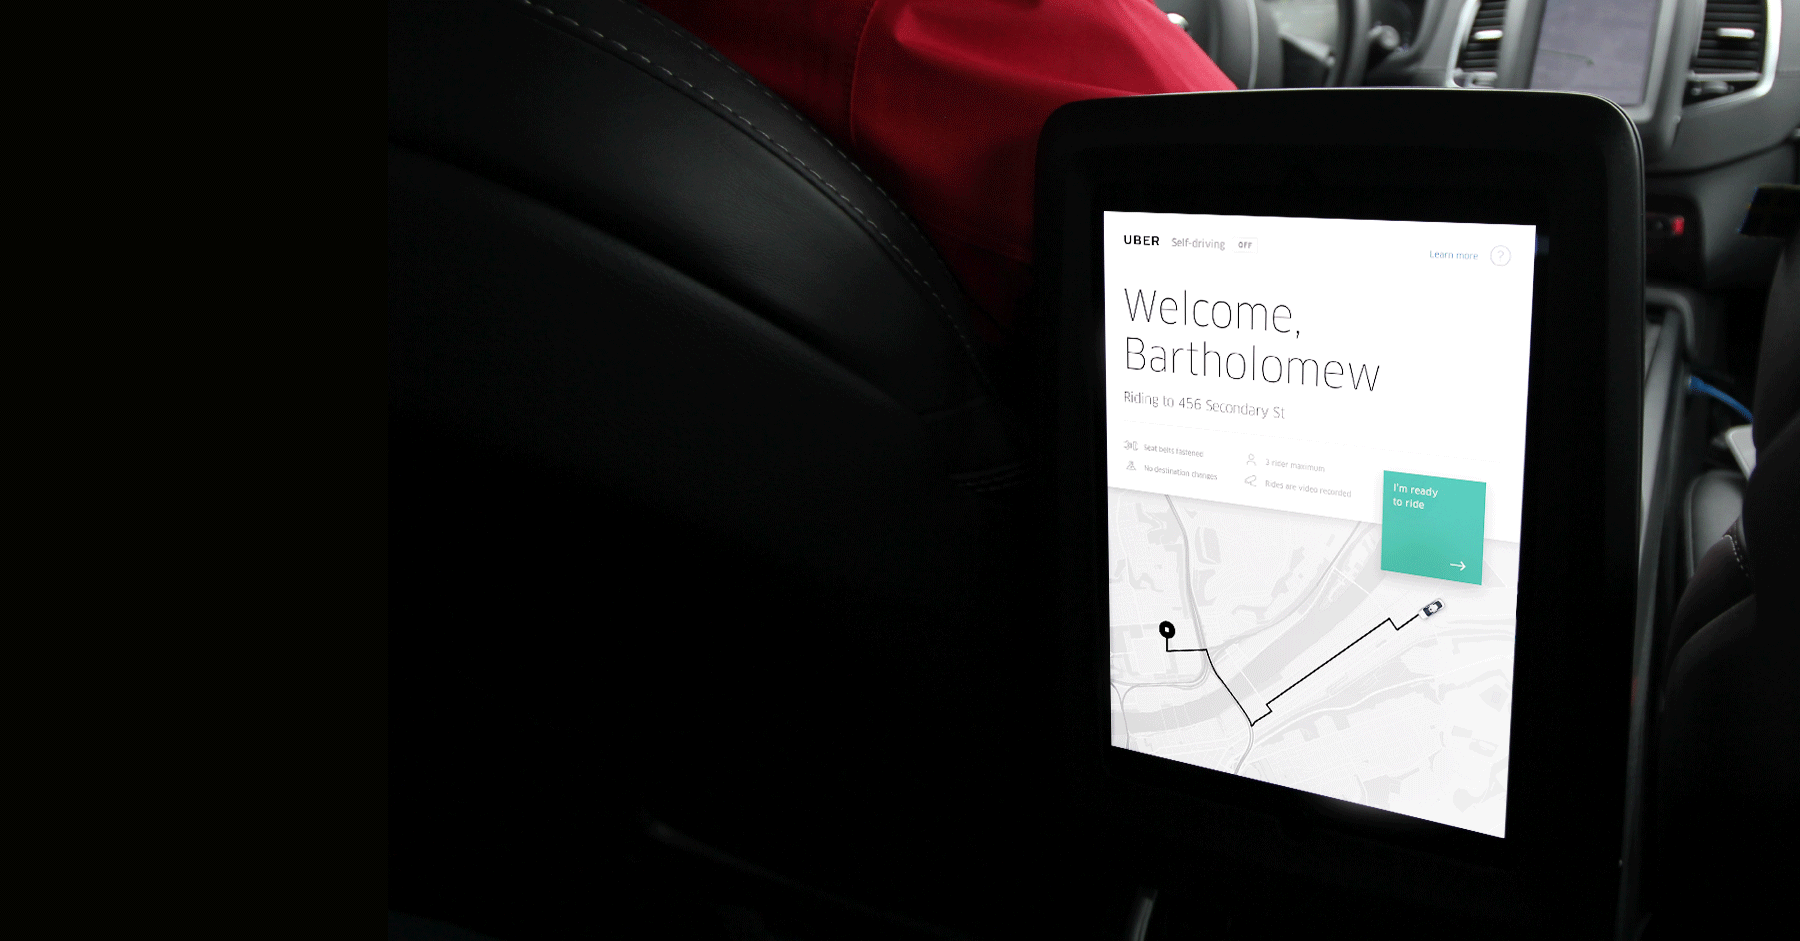 UBER Self-driving OFF
Learn more ?
Welcome,
Bartholomew
Riding to 456 Secondary St
Seat belts fastened
3 rider maximum
No destination changes
Rides are video recorded
I'm ready
to ride